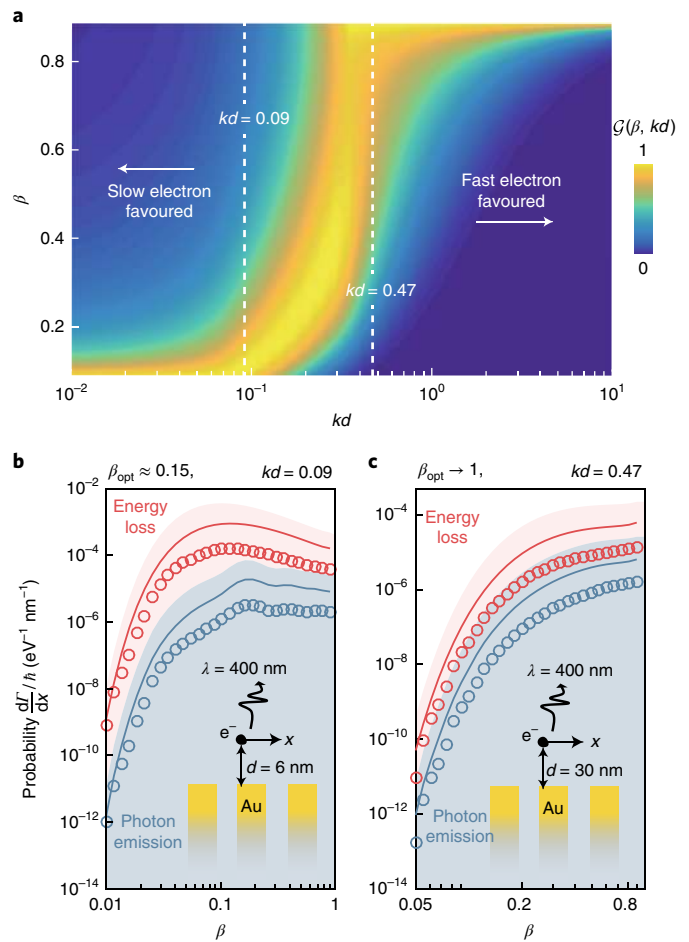 a
0.8
0.6
0.4
0.2
β
kd = 0.09
Slow electron
favoured
Fast electron
favoured
kd = 0.47
10⁻²
10⁻¹
10⁰
10¹
kd
𝒢(β, kd)
1
0
b
β_opt ≈ 0.15,
kd = 0.09
Probability dΓ/dx /ħ (eV⁻¹ nm⁻¹)
10⁻²
10⁻⁴
10⁻⁶
10⁻⁸
10⁻¹⁰
10⁻¹²
10⁻¹⁴
Energy
loss
λ = 400 nm
e⁻
x
d = 6 nm
Au
Photon
emission
0.01
0.1
1
β
c
β_opt → 1,
kd = 0.47
10⁻⁴
10⁻⁶
10⁻⁸
10⁻¹⁰
10⁻¹²
10⁻¹⁴
Energy
loss
λ = 400 nm
e⁻
x
d = 30 nm
Au
Photon
emission
0.05
0.2
0.8
β